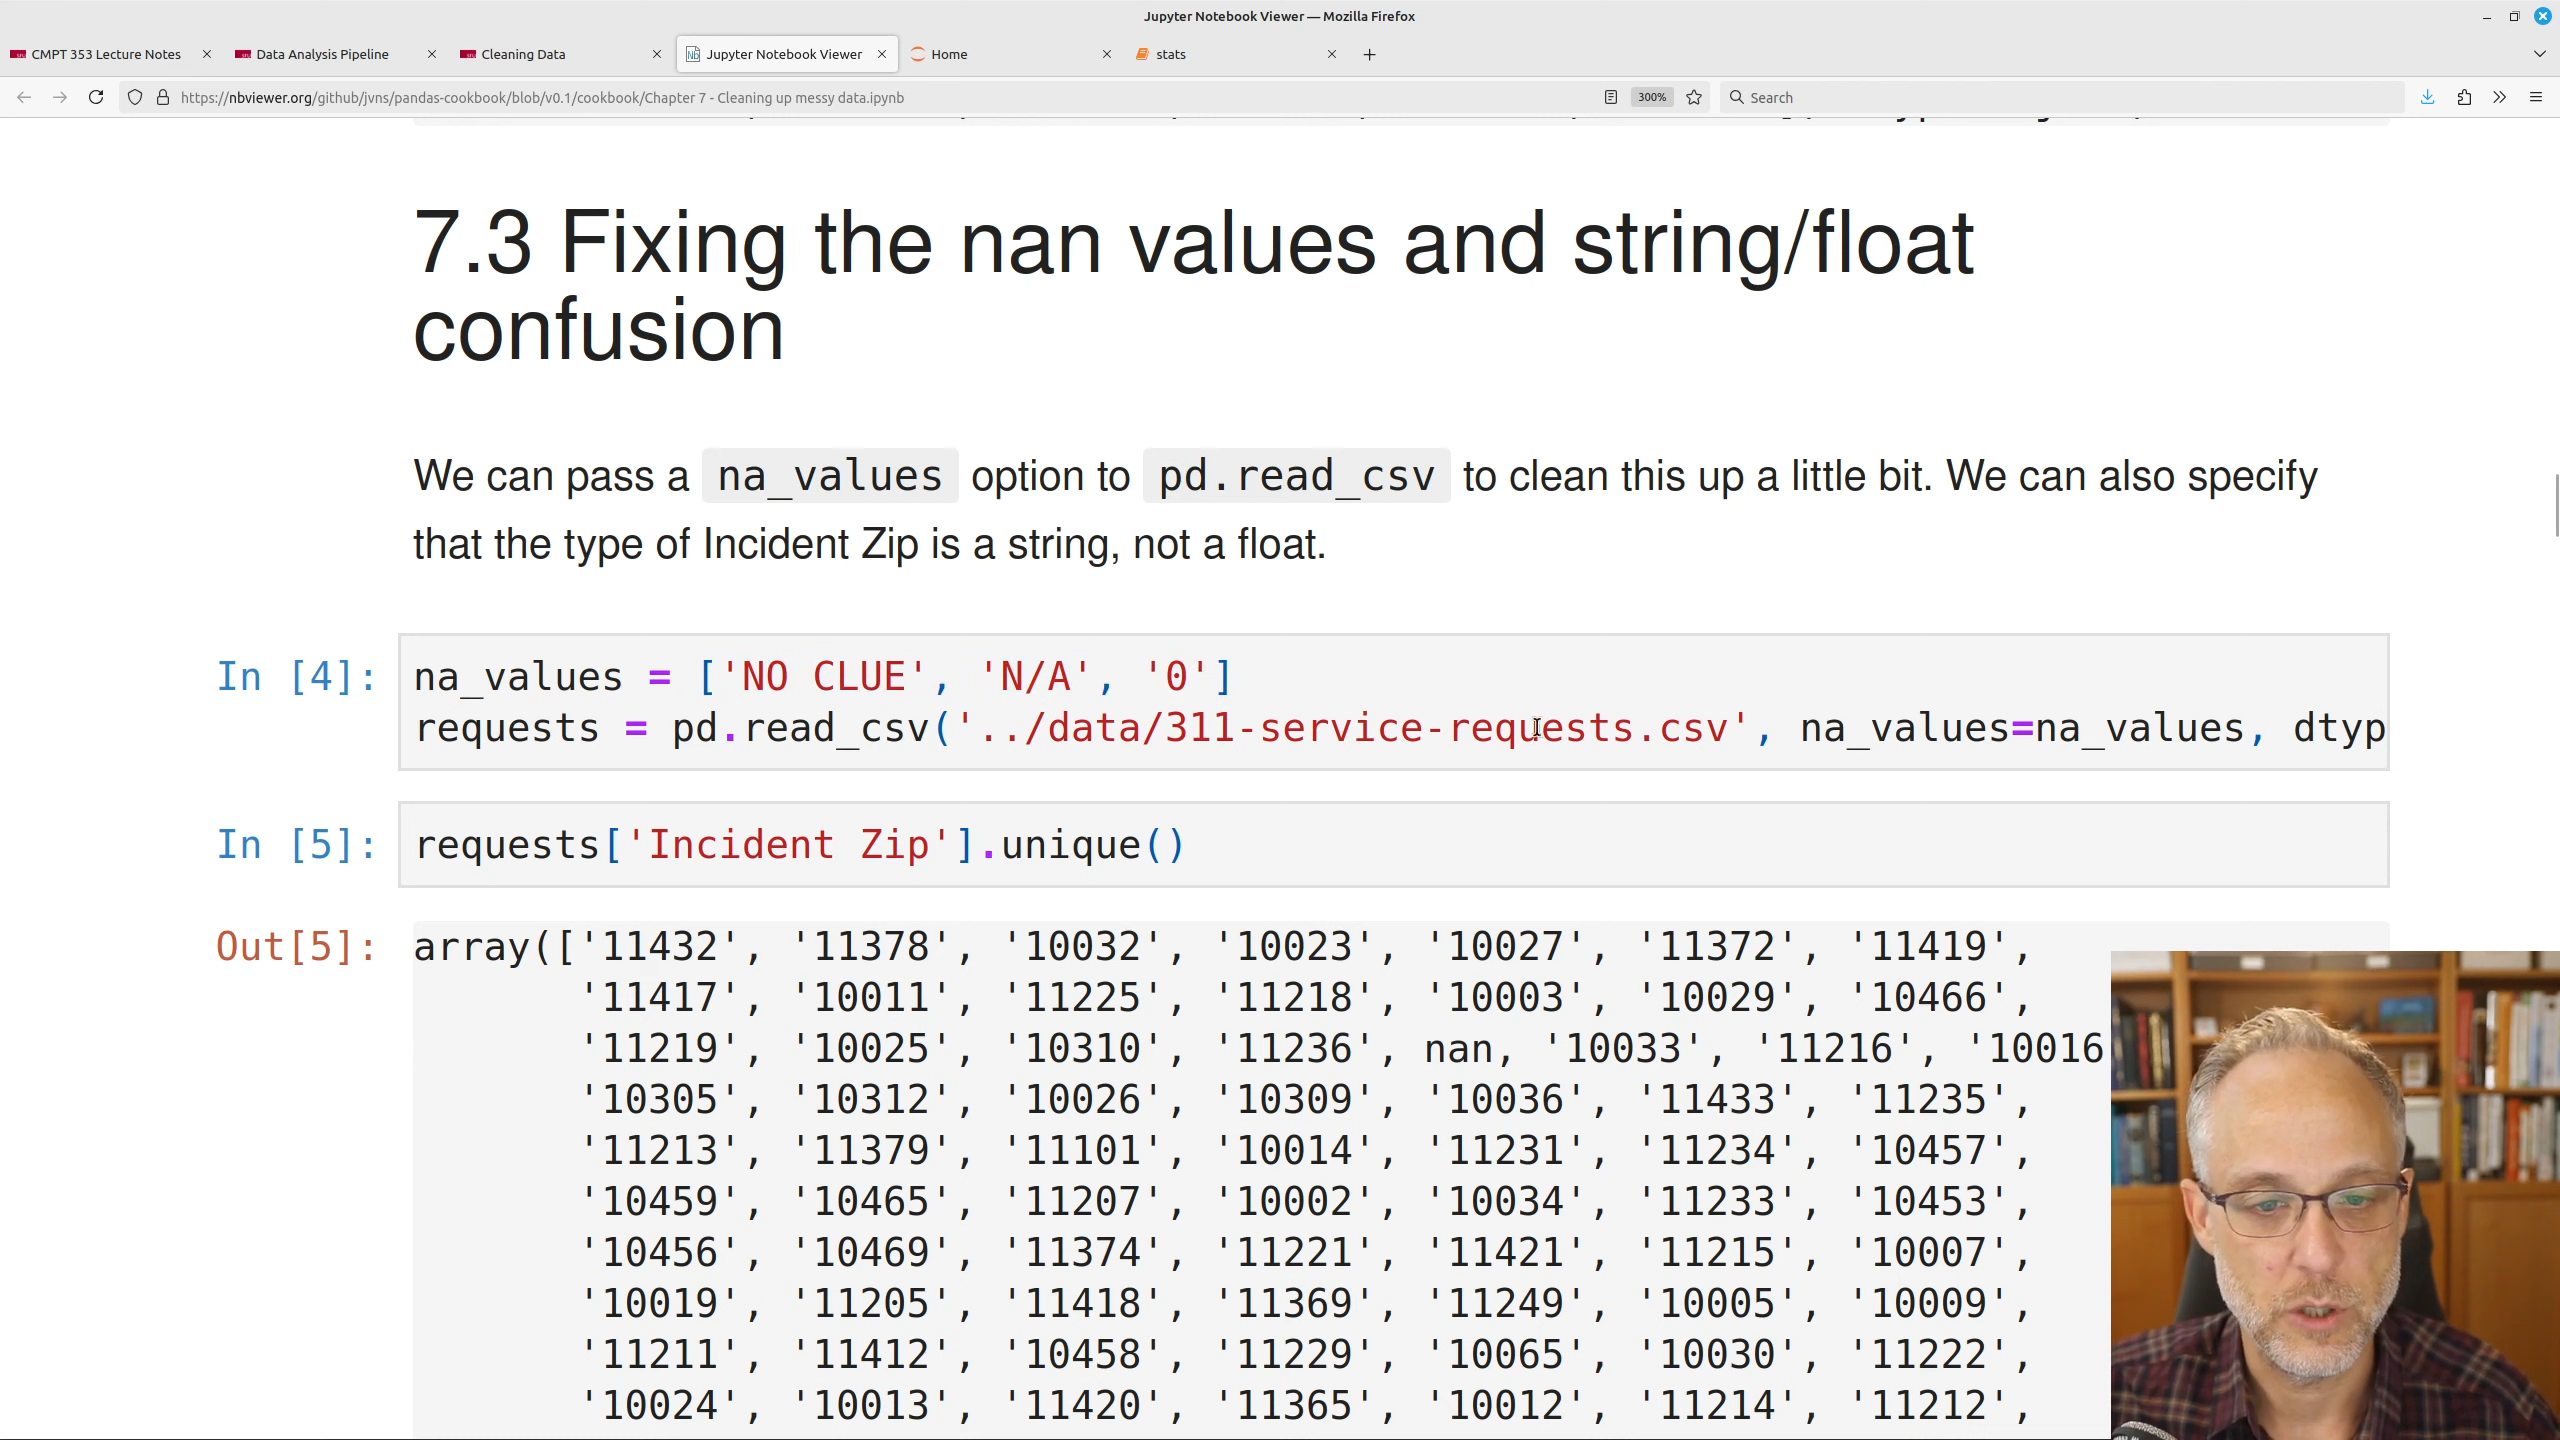 Jupyter Notebook Viewer — Mozilla Firefox
CMPT 353 Lecture Notes
Data Analysis Pipeline
Cleaning Data
Jupyter Notebook Viewer
Home
stats
https://nbviewer.org/github/jvns/pandas-cookbook/blob/v0.1/cookbook/Chapter 7 - Cleaning up messy data.ipynb
300%
Search
7.3 Fixing the nan values and string/float
confusion
We can pass a na_values option to pd.read_csv to clean this up a little bit. We can also specify
that the type of Incident Zip is a string, not a float.
In [4]: na_values = ['NO CLUE', 'N/A', '0']
requests = pd.read_csv('../data/311-service-requests.csv', na_values=na_values, dtyp
In [5]: requests['Incident Zip'].unique()
Out[5]: array(['11432', '11378', '10032', '10023', '10027', '11372', '11419',
'11417', '10011', '11225', '11218', '10003', '10029', '10466',
'11219', '10025', '10310', '11236', nan, '10033', '11216', '10016
'10305', '10312', '10026', '10309', '10036', '11433', '11235',
'11213', '11379', '11101', '10014', '11231', '11234', '10457',
'10459', '10465', '11207', '10002', '10034', '11233', '10453',
'10456', '10469', '11374', '11221', '11421', '11215', '10007',
'10019', '11205', '11418', '11369', '11249', '10005', '10009',
'11211', '11412', '10458', '11229', '10065', '10030', '11222',
'10024', '10013', '11420', '11365', '10012', '11214', '11212',